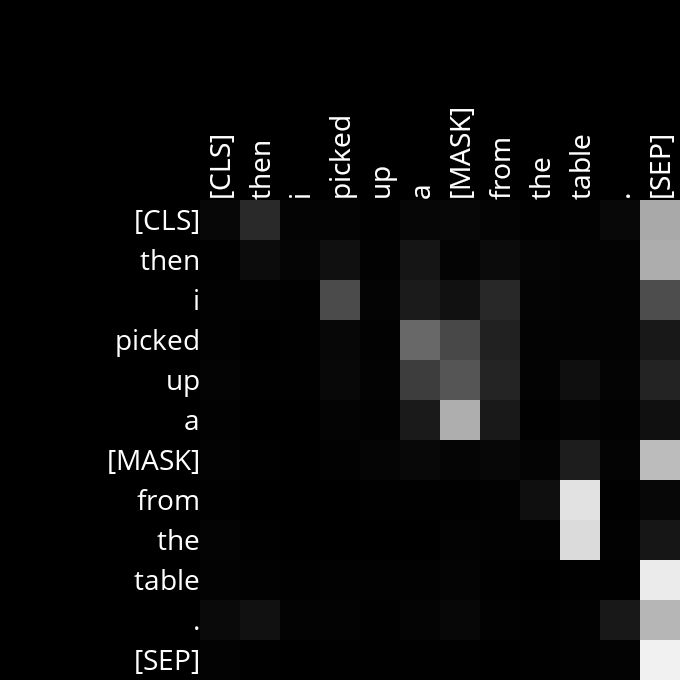 [CLS] then i picked up a [MASK] from the table . [SEP]
[CLS]
then
i
picked
up
a
[MASK]
from
the
table
.
[SEP]